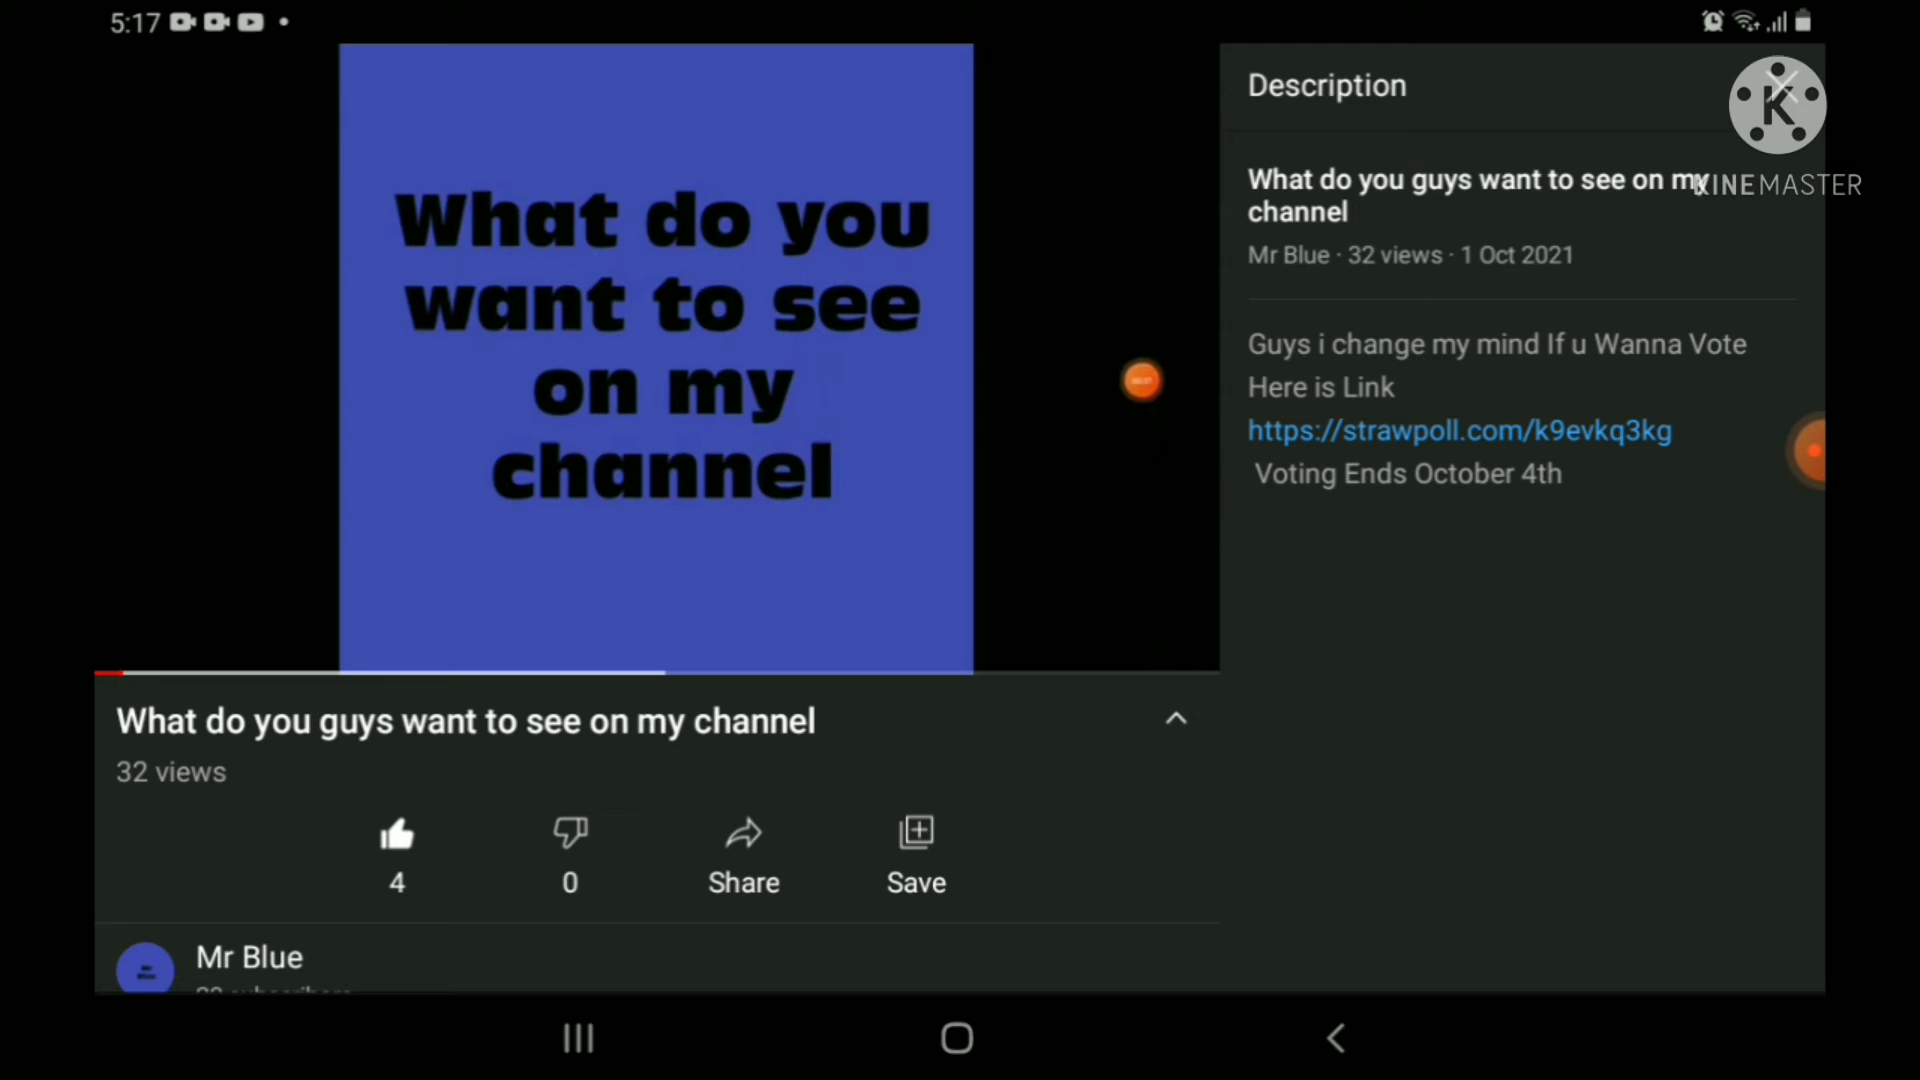 5:17
What do you
want to see
on my
channel
What do you guys want to see on my channel
32 views
4
0
Share
Save
Mr Blue
Description
What do you guys want to see on my
channel
Mr Blue · 32 views · 1 Oct 2021
Guys i change my mind If u Wanna Vote
Here is Link
https://strawpoll.com/k9evkq3kg
Voting Ends October 4th
K
KINEMASTER